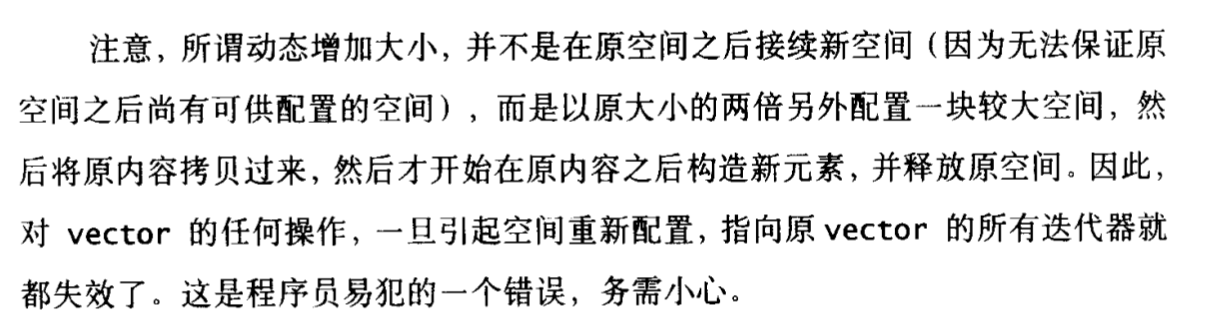 注意，所谓动态增加大小，并不是在原空间之后接续新空间（因为无法保证原
空间之后尚有可供配置的空间），而是以原大小的两倍另外配置一块较大空间，然
后将原内容拷贝过来，然后才开始在原内容之后构造新元素，并释放原空间。因此，
对 vector 的任何操作，一旦引起空间重新配置，指向原 vector 的所有迭代器就
都失效了。这是程序员易犯的一个错误，务需小心。